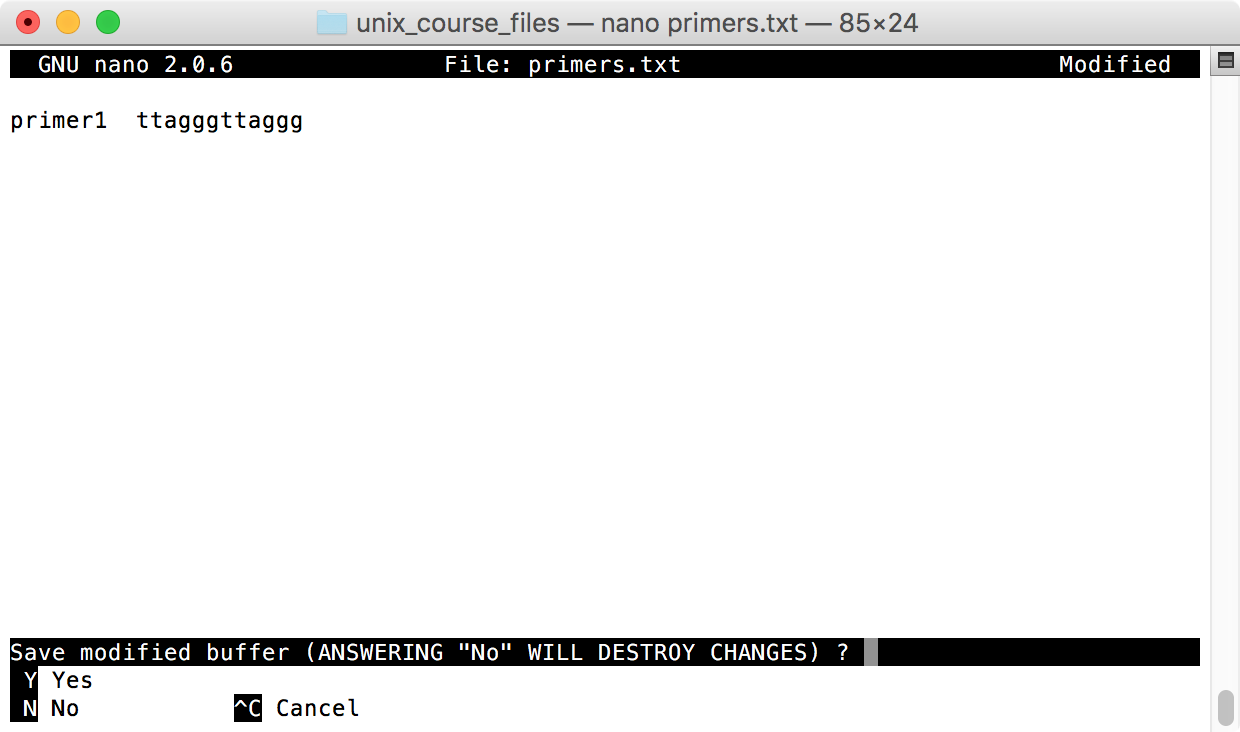 unix_course_files — nano primers.txt — 85×24
GNU nano 2.0.6 File: primers.txt Modified
primer1 ttagggttaggg
Save modified buffer (ANSWERING "No" WILL DESTROY CHANGES) ?
Y Yes
N No ^C Cancel